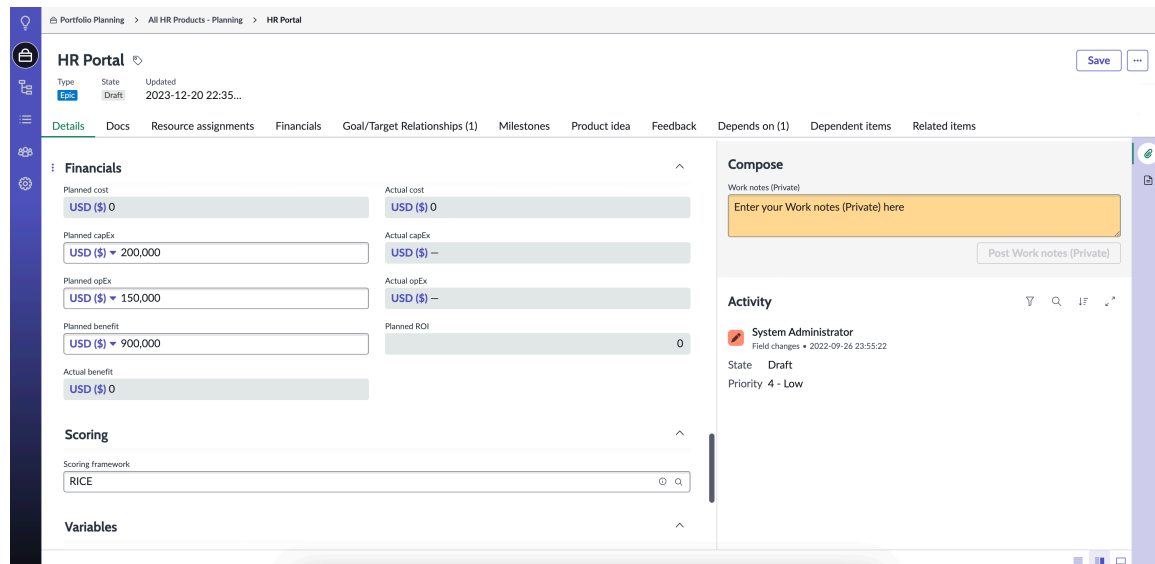 Portfolio Planning > All HR Products - Planning > HR Portal
HR Portal
Save
Type State Updated
Epic Draft 2023-12-20 22:35...
Details Docs Resource assignments Financials Goal/Target Relationships (1) Milestones Product idea Feedback Depends on (1) Dependent items Related items
Financials
Planned cost
USD ($) 0
Actual cost
USD ($) 0
Planned capEx
USD ($) 200,000
Actual capEx
USD ($) —
Planned opEx
USD ($) 150,000
Actual opEx
USD ($) —
Planned benefit
USD ($) 900,000
Planned ROI
0
Actual benefit
USD ($) 0
Scoring
Scoring framework
RICE
Variables
Compose
Work notes (Private)
Enter your Work notes (Private) here
Post Work notes (Private)
Activity
System Administrator
Field changes • 2022-09-26 23:55:22
State Draft
Priority 4 - Low